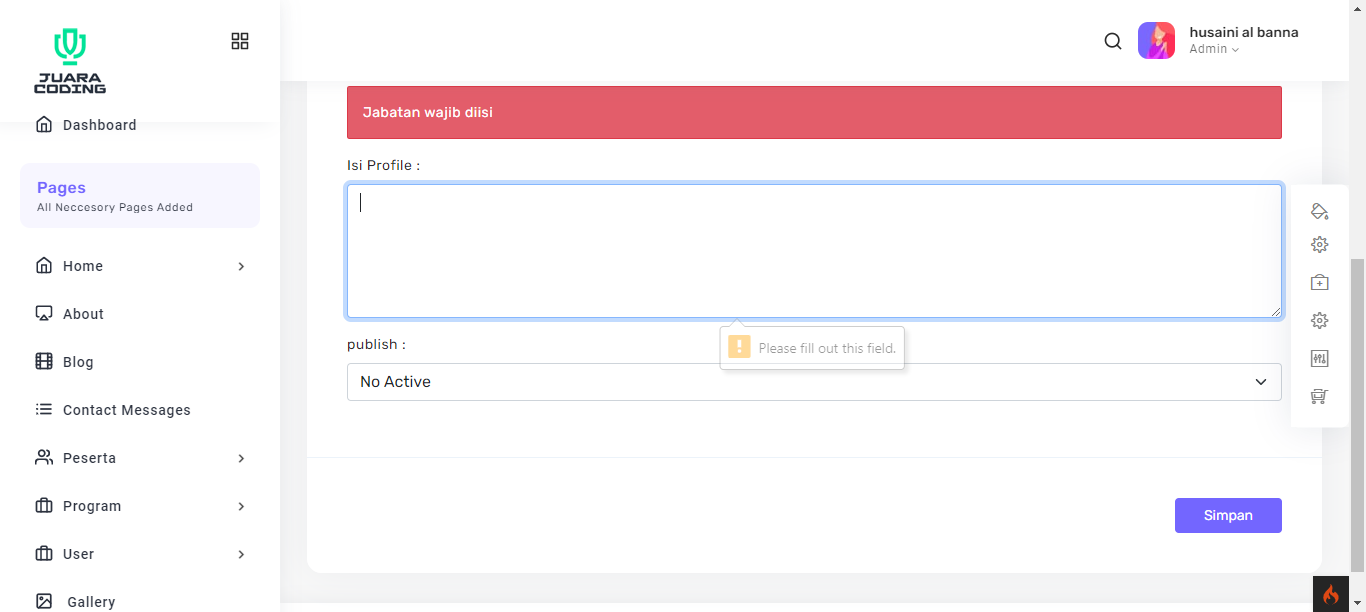 JUARA
CODING
husaini al banna
Admin
Dashboard
Pages
All Neccesory Pages Added
Home
About
Blog
Contact Messages
Peserta
Program
User
Gallery
Jabatan wajib diisi
Isi Profile :
Please fill out this field.
publish :
No Active
Simpan